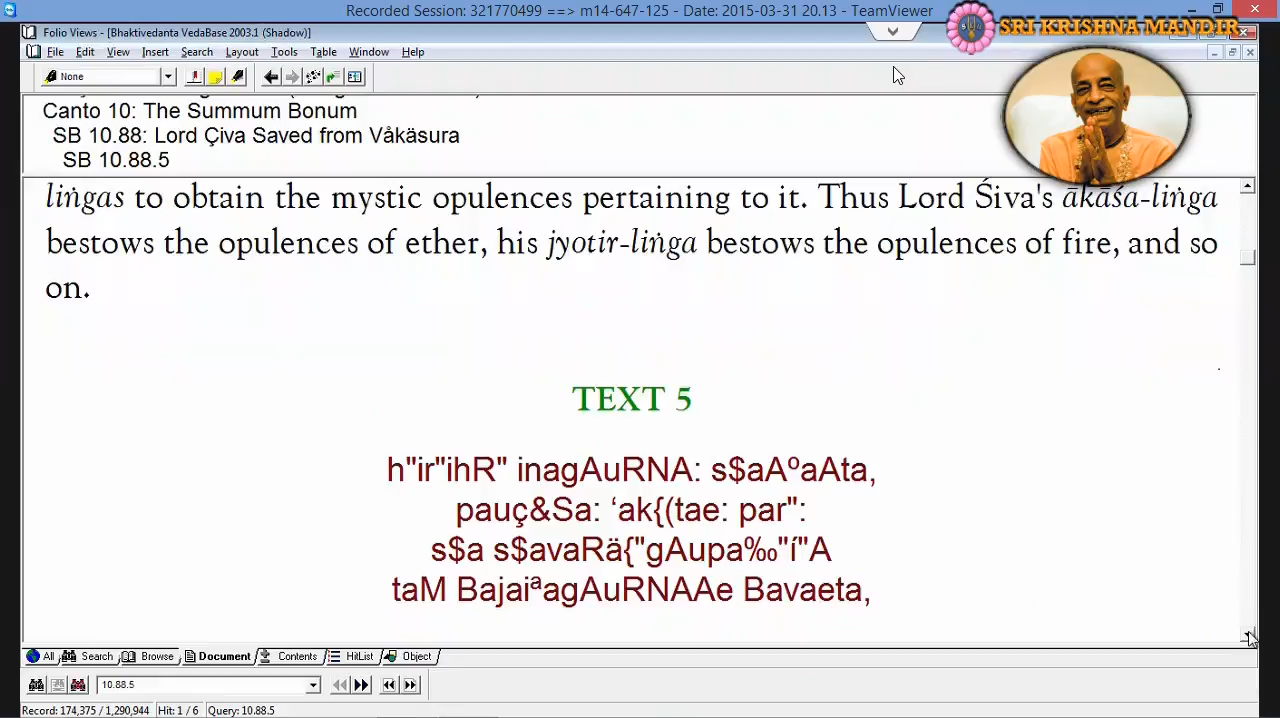 Recorded Session: 321770499 ==> m14-647-125 - Date: 2015-03-31 20.13 - TeamViewer
SRI KRISHNA MANDIR
Folio Views - [Bhaktivedanta VedaBase 2003.1 (Shadow)]
File Edit View Insert Search Layout Tools Table Window Help
None
Canto 10: The Summum Bonum
SB 10.88: Lord Çiva Saved from Våkäsura
SB 10.88.5
liṅgas to obtain the mystic opulences pertaining to it. Thus Lord Śiva's ākāśa-liṅga
bestows the opulences of ether, his jyotir-liṅga bestows the opulences of fire, and so
on.
TEXT 5
h"ir"ihR" inagAuRNA: s$aAºaAta,
pauç&Sa: ‘ak{(tae: par":
s$a s$avaRä{"gAupa‰"í"A
taM BajaiªagAuRNAAe Bavaeta,
All Search Browse Document Contents HitList Object
10.88.5
Record: 174,375 / 1,290,944 Hit: 1 / 6 Query: 10.88.5